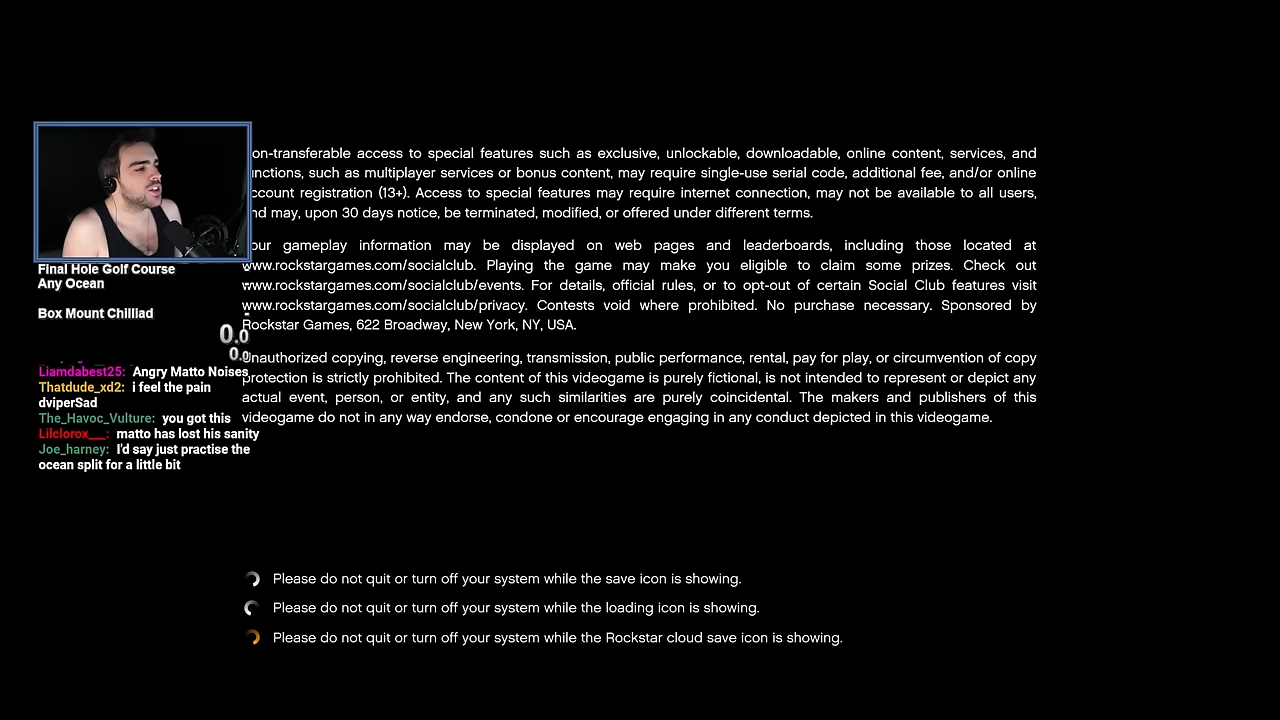 on-transferable access to special features such as exclusive, unlockable, downloadable, online content, services, and
unctions, such as multiplayer services or bonus content, may require single-use serial code, additional fee, and/or online
ccount registration (13+). Access to special features may require internet connection, may not be available to all users,
nd may, upon 30 days notice, be terminated, modified, or offered under different terms.
our gameplay information may be displayed on web pages and leaderboards, including those located at
www.rockstargames.com/socialclub. Playing the game may make you eligible to claim some prizes. Check out
www.rockstargames.com/socialclub/events. For details, official rules, or to opt-out of certain Social Club features visit
www.rockstargames.com/socialclub/privacy. Contests void where prohibited. No purchase necessary. Sponsored by
Rockstar Games, 622 Broadway, New York, NY, USA.
Unauthorized copying, reverse engineering, transmission, public performance, rental, pay for play, or circumvention of copy
protection is strictly prohibited. The content of this videogame is purely fictional, is not intended to represent or depict any
actual event, person, or entity, and any such similarities are purely coincidental. The makers and publishers of this
videogame do not in any way endorse, condone or encourage engaging in any conduct depicted in this videogame.
Final Hole Golf Course
Any Ocean
-
Box Mount Chilliad
0.0
0.0
Liamdabest25: Angry Matto Noises
Thatdude_xd2: i feel the pain
dviperSad
The_Havoc_Vulture: you got this
Lilclorox__: matto has lost his sanity
Joe_harney: I'd say just practise the
ocean split for a little bit
Please do not quit or turn off your system while the save icon is showing.
Please do not quit or turn off your system while the loading icon is showing.
Please do not quit or turn off your system while the Rockstar cloud save icon is showing.